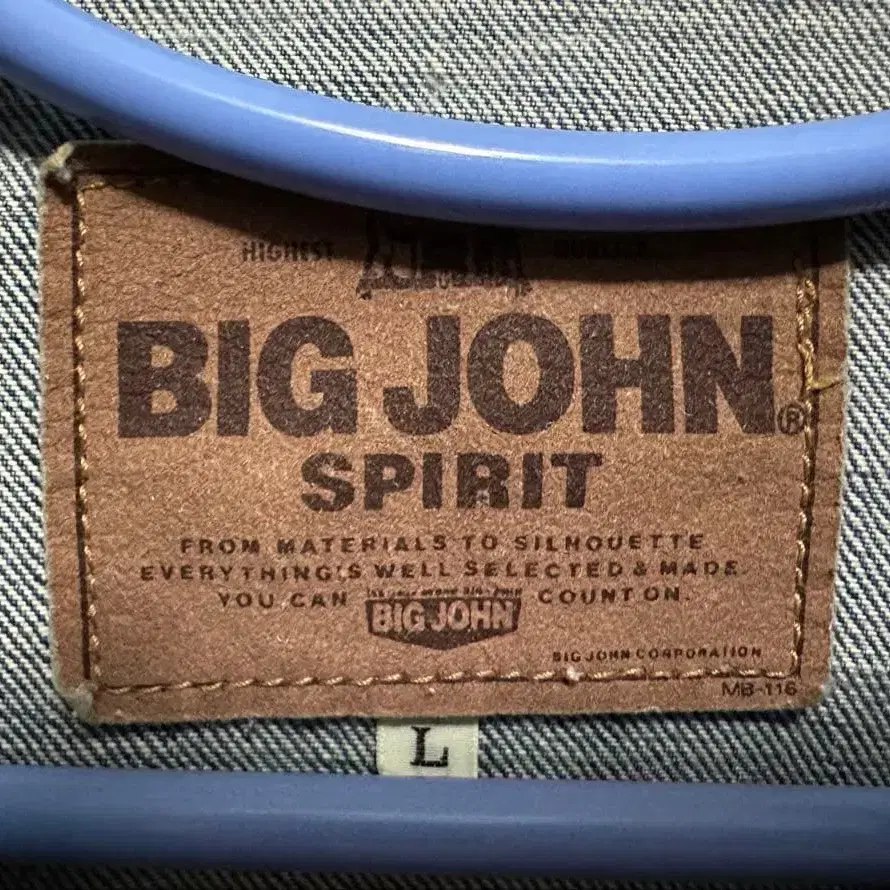 HIGHEST QUALITY
BIG JOHN®
SPIRIT
FROM MATERIALS TO SILHOUETTE
EVERYTHING'S WELL SELECTED & MADE.
YOU CAN BIG JOHN COUNT ON.
BIG JOHN CORPORATION
MB-116
L